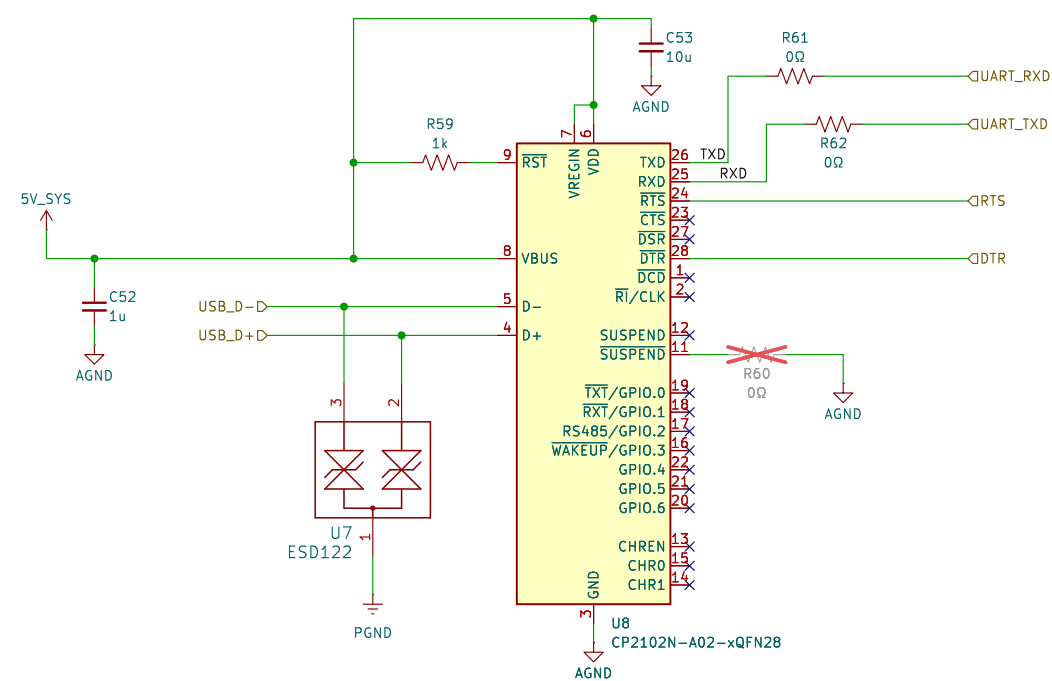 C53
10u
AGND
R61
0Ω
UART_RXD
R59
1k
UART_TXD
R62
0Ω
7
6
VREGIN
VDD
9
RST
TXD
26
TXD
RXD
25
RXD
RTS
24
RTS
CTS
23
DSR
27
5V_SYS
8
VBUS
DTR
28
DTR
DCD
1
RI/CLK
2
C52
1u
AGND
USB_D-
5
D-
USB_D+
4
D+
SUSPEND
12
SUSPEND
11
R60
0Ω
AGND
TXT/GPIO.0
19
RXT/GPIO.1
18
RS485/GPIO.2
17
WAKEUP/GPIO.3
16
GPIO.4
22
GPIO.5
21
GPIO.6
20
3
2
1
U7
ESD122
PGND
CHREN
13
CHR0
15
CHR1
14
GND
3
U8
CP2102N-A02-xQFN28
AGND